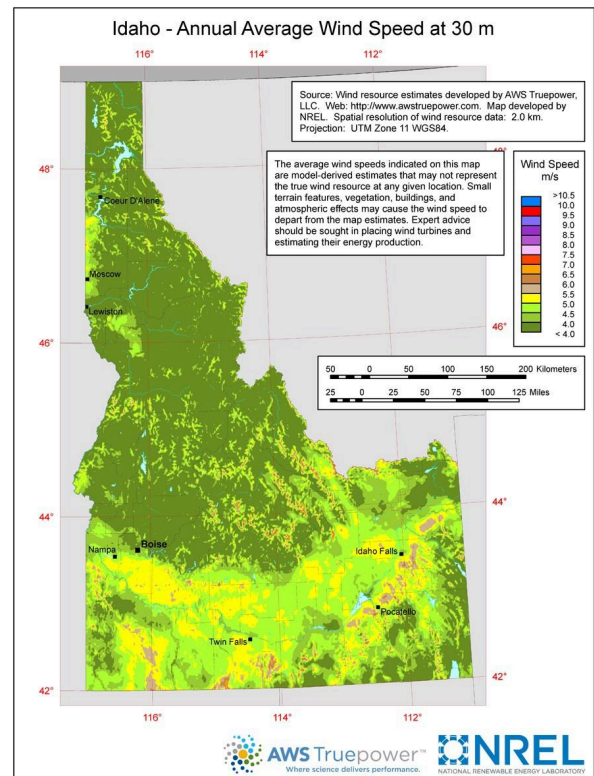 Idaho - Annual Average Wind Speed at 30 m
116°
114°
112°
Source: Wind resource estimates developed by AWS Truepower,
LLC. Web: http://www.awstruepower.com. Map developed by
NREL. Spatial resolution of wind resource data: 2.0 km.
Projection: UTM Zone 11 WGS84.
The average wind speeds indicated on this map
are model-derived estimates that may not represent
the true wind resource at any given location. Small
terrain features, vegetation, buildings, and
atmospheric effects may cause the wind speed to
depart from the map estimates. Expert advice
should be sought in placing wind turbines and
estimating their energy production.
Wind Speed
m/s
>10.5
10.0
9.5
9.0
8.5
8.0
7.5
7.0
6.5
6.0
5.5
5.0
4.5
4.0
< 4.0
48°
Coeur D'Alene
Moscow
Lewiston
46°
46°
50 0 50 100 150 200 Kilometers
25 0 25 50 75 100 125 Miles
44°
44°
Boise
Nampa
Idaho Falls
Pocatello
Twin Falls
42°
42°
116°
114°
112°
AWS Truepower™
Where science delivers performance.
NREL
NATIONAL RENEWABLE ENERGY LABORATORY